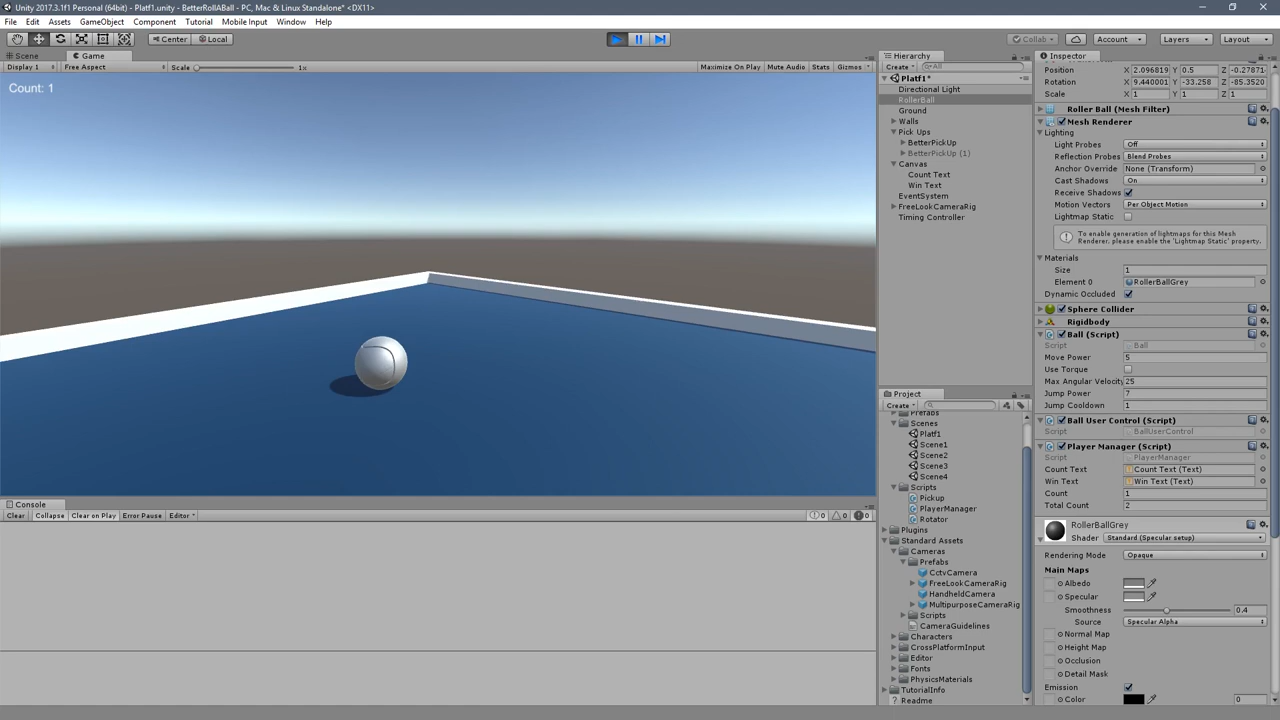 Unity 2017.3.1f1 Personal (64bit) - Platf1.unity - BetterRollABall - PC, Mac & Linux Standalone* <DX11>
File Edit Assets GameObject Component Tutorial Mobile Input Window Help
Center Local Collab Account Layers Layout
Scene Game
Display 1 Free Aspect Scale 1x Maximize On Play Mute Audio Stats Gizmos
Count: 1
Console
Clear Collapse Clear on Play Error Pause Editor 0 0 0
Hierarchy
Create All
Platf1*
Directional Light
RollerBall
Ground
Walls
Pick Ups
BetterPickUp
BetterPickUp (1)
Canvas
Count Text
Win Text
EventSystem
FreeLookCameraRig
Timing Controller
Project
Create
Prefabs
Scenes
Platf1
Scene1
Scene2
Scene3
Scene4
Scripts
Pickup
PlayerManager
Rotator
Plugins
Standard Assets
Cameras
Prefabs
CctvCamera
FreeLookCameraRig
HandheldCamera
MultipurposeCameraRig
Scripts
CameraGuidelines
Characters
CrossPlatformInput
Editor
Fonts
PhysicsMaterials
TutorialInfo
Readme
Inspector
Position X 2.096819 Y 0.5 Z -0.27871
Rotation X 9.440001 Y -33.258 Z -85.3520
Scale X 1 Y 1 Z 1
Roller Ball (Mesh Filter)
Mesh Renderer
Lighting
Light Probes Off
Reflection Probes Blend Probes
Anchor Override None (Transform)
Cast Shadows On
Receive Shadows
Motion Vectors Per Object Motion
Lightmap Static
To enable generation of lightmaps for this Mesh
Renderer, please enable the 'Lightmap Static' property.
Materials
Size 1
Element 0 RollerBallGrey
Dynamic Occluded
Sphere Collider
Rigidbody
Ball (Script)
Script Ball
Move Power 5
Use Torque
Max Angular Velocity 25
Jump Power 7
Jump Cooldown 1
Ball User Control (Script)
Script BallUserControl
Player Manager (Script)
Script PlayerManager
Count Text Count Text (Text)
Win Text Win Text (Text)
Count 1
Total Count 2
RollerBallGrey
Shader Standard (Specular setup)
Rendering Mode Opaque
Main Maps
Albedo
Specular
Smoothness 0.4
Source Specular Alpha
Normal Map
Height Map
Occlusion
Detail Mask
Emission
Color 0